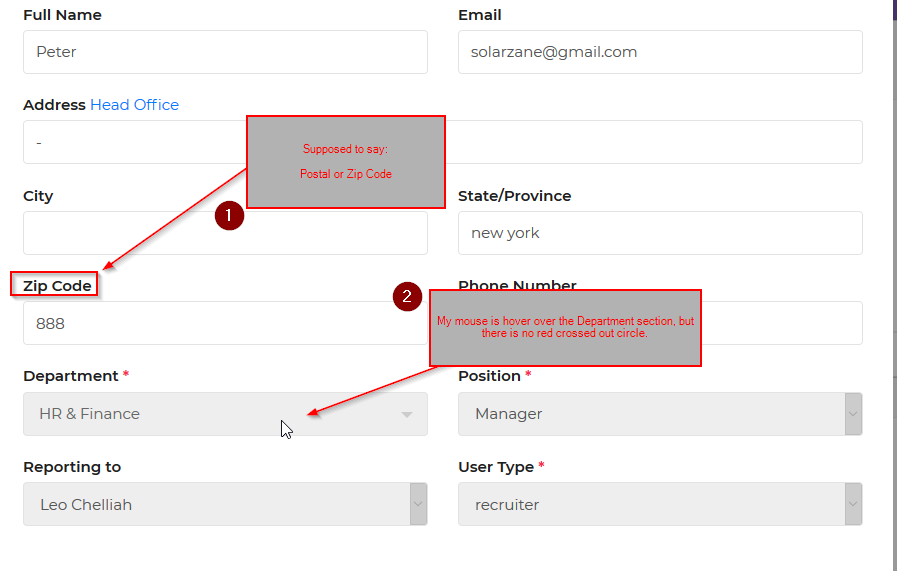 Full Name
Email
Peter
solarzane@gmail.com
Address Head Office
-
Supposed to say:
Postal or Zip Code
City
State/Province
1
new york
Zip Code
Phone Number
2
888
My mouse is hover over the Department section, but
there is no red crossed out circle.
Department *
Position *
HR & Finance
Manager
Reporting to
User Type *
Leo Chelliah
recruiter